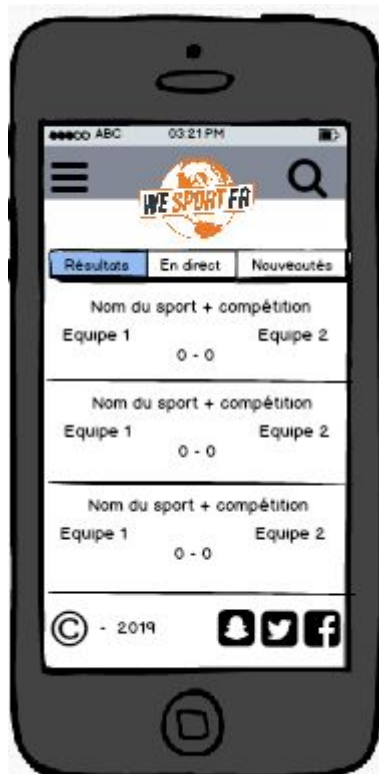 ABC 03:21 PM
WE SPORT FR
Résultats En direct Nouveautés
Nom du sport + compétition
Equipe 1 Equipe 2
0 - 0
Nom du sport + compétition
Equipe 1 Equipe 2
0 - 0
Nom du sport + compétition
Equipe 1 Equipe 2
0 - 0
© - 2019